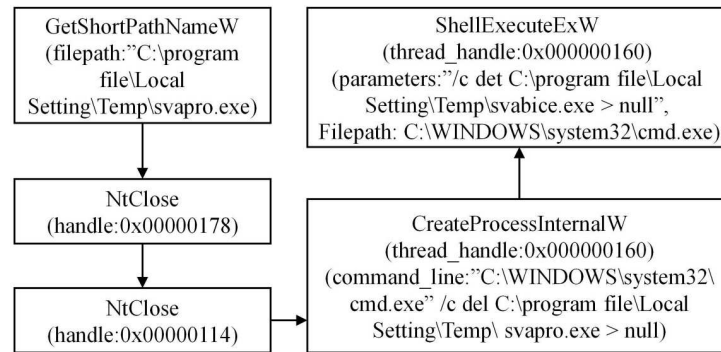 GetShortPathNameW
(filepath:”C:\program
file\Local
Setting\Temp\svapro.exe)
NtClose
(handle:0x00000178)
NtClose
(handle:0x00000114)
CreateProcessInternalW
(thread_handle:0x000000160)
(command_line:”C:\WINDOWS\system32\
cmd.exe” /c del C:\program file\Local
Setting\Temp\ svapro.exe > null)
ShellExecuteExW
(thread_handle:0x000000160)
(parameters:”/c det C:\program file\Local
Setting\Temp\svabice.exe > null”,
Filepath: C:\WINDOWS\system32\cmd.exe)